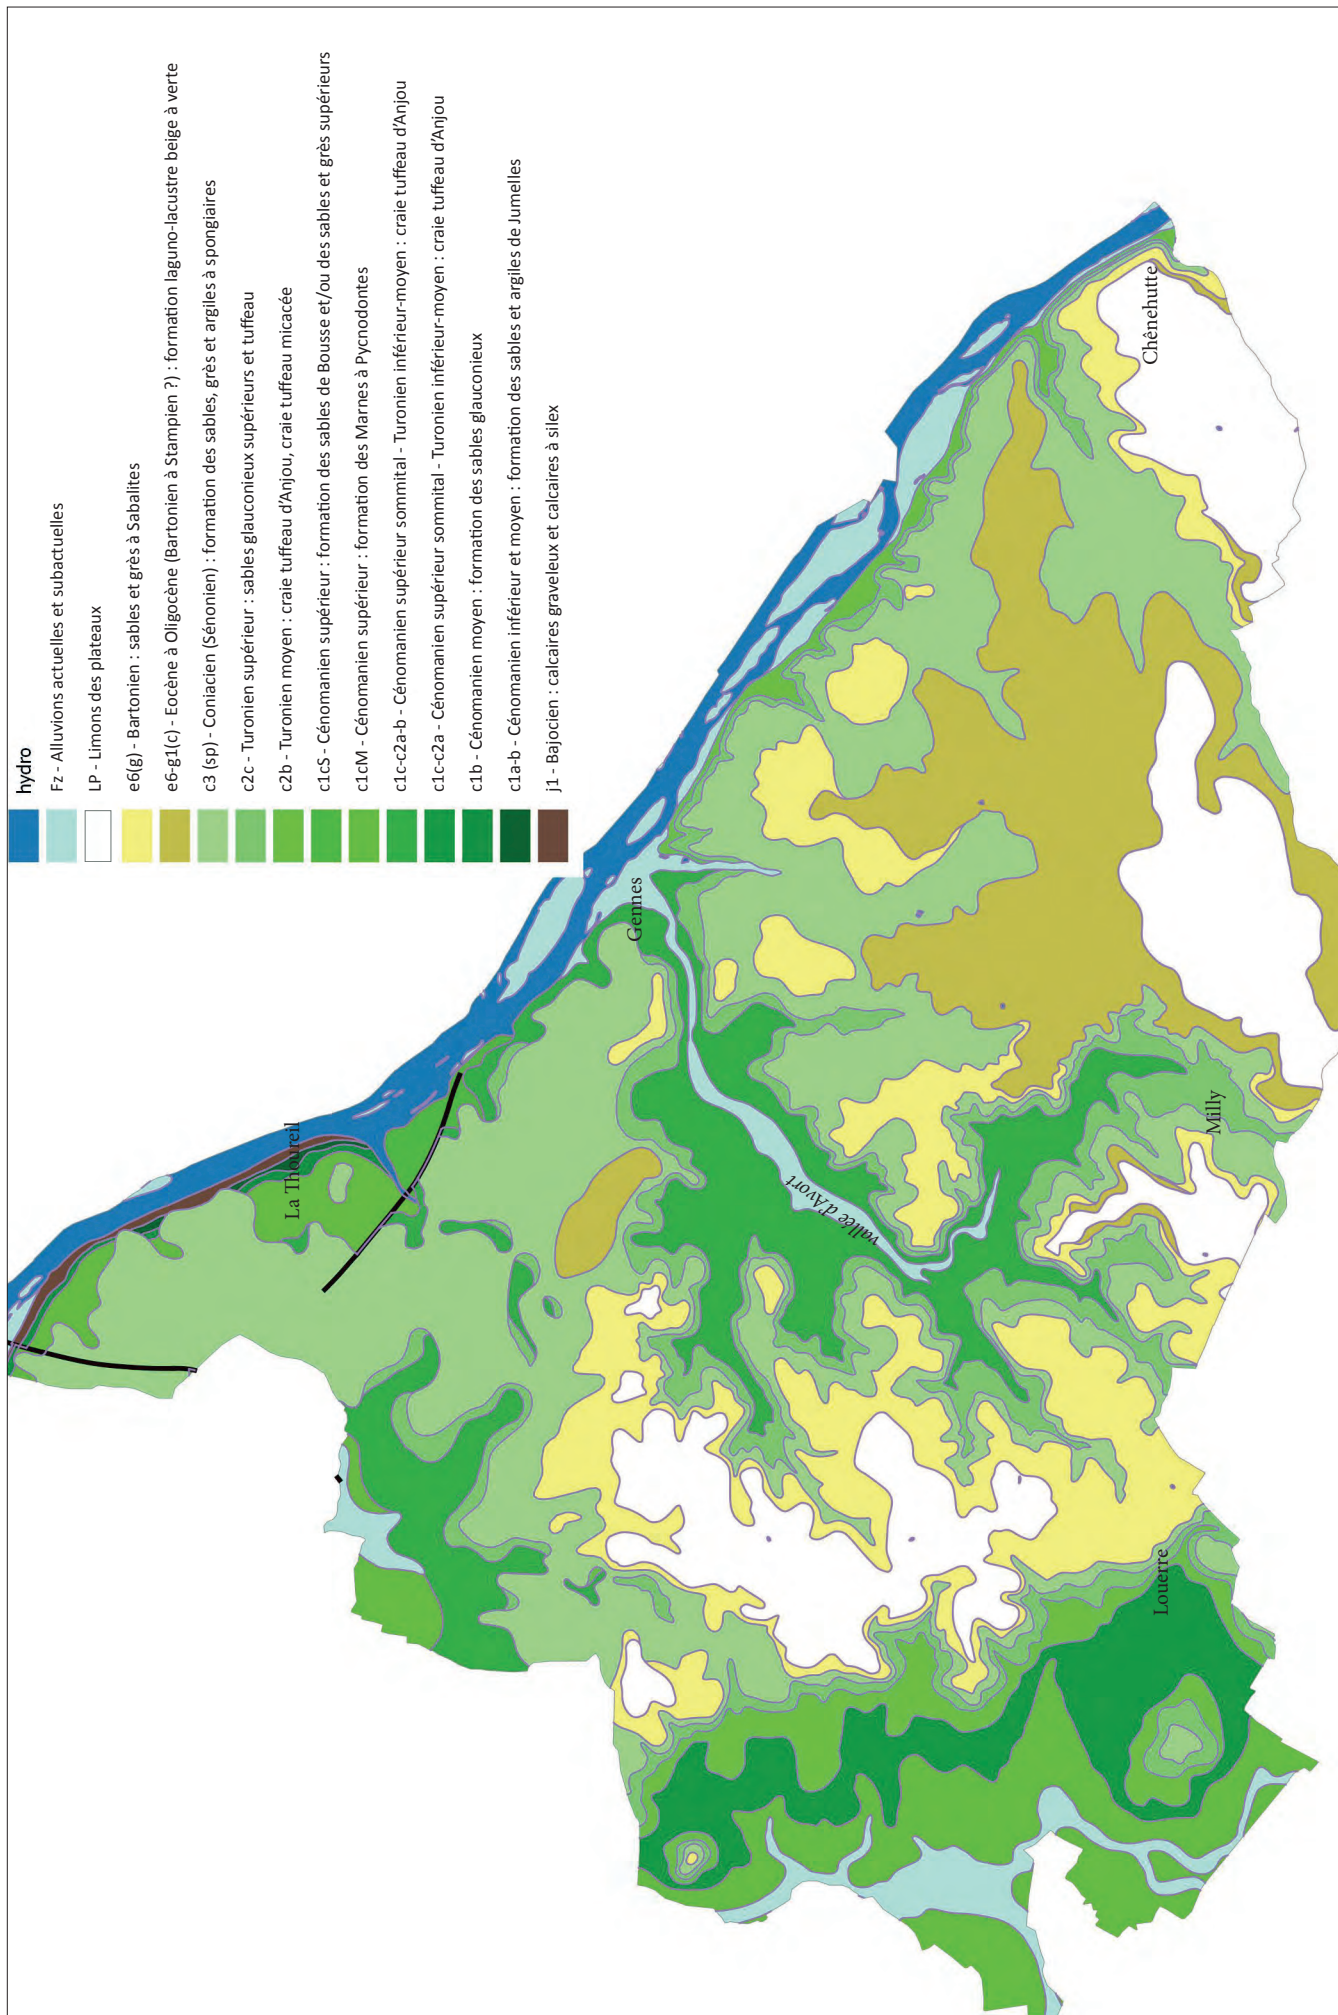 hydro
Fz - Alluvions actuelles et subactuelles
LP - Limons des plateaux
e6(g) - Bartonien : sables et grès à Sabalites
e6-g1(c) - Eocène à Oligocène (Bartonien à Stampien ?) : formation laguno-lacustre beige à verte
c3 (sp) - Coniacien (Sénonien) : formation des sables, grès et argiles à spongiaires
c2c - Turonien supérieur : sables glauconieux supérieurs et tuffeau
c2b - Turonien moyen : craie tuffeau d'Anjou, craie tuffeau micacée
c1cS - Cénomanien supérieur : formation des sables de Bousse et/ou des sables et grès supérieurs
c1cM - Cénomanien supérieur : formation des Marnes à Pycnodontes
c1c-c2a-b - Cénomanien supérieur sommital - Turonien inférieur-moyen : craie tuffeau d'Anjou
c1c-c2a - Cénomanien supérieur sommital - Turonien inférieur-moyen : craie tuffeau d'Anjou
c1b - Cénomanien moyen : formation des sables glauconieux
c1a-b - Cénomanien inférieur et moyen : formation des sables et argiles de Jumelles
j1 - Bajocien : calcaires graveleux et calcaires à silex
La Thoureil
Gennes
vallée d'Avort
Chênehutte
Milly
Louerre